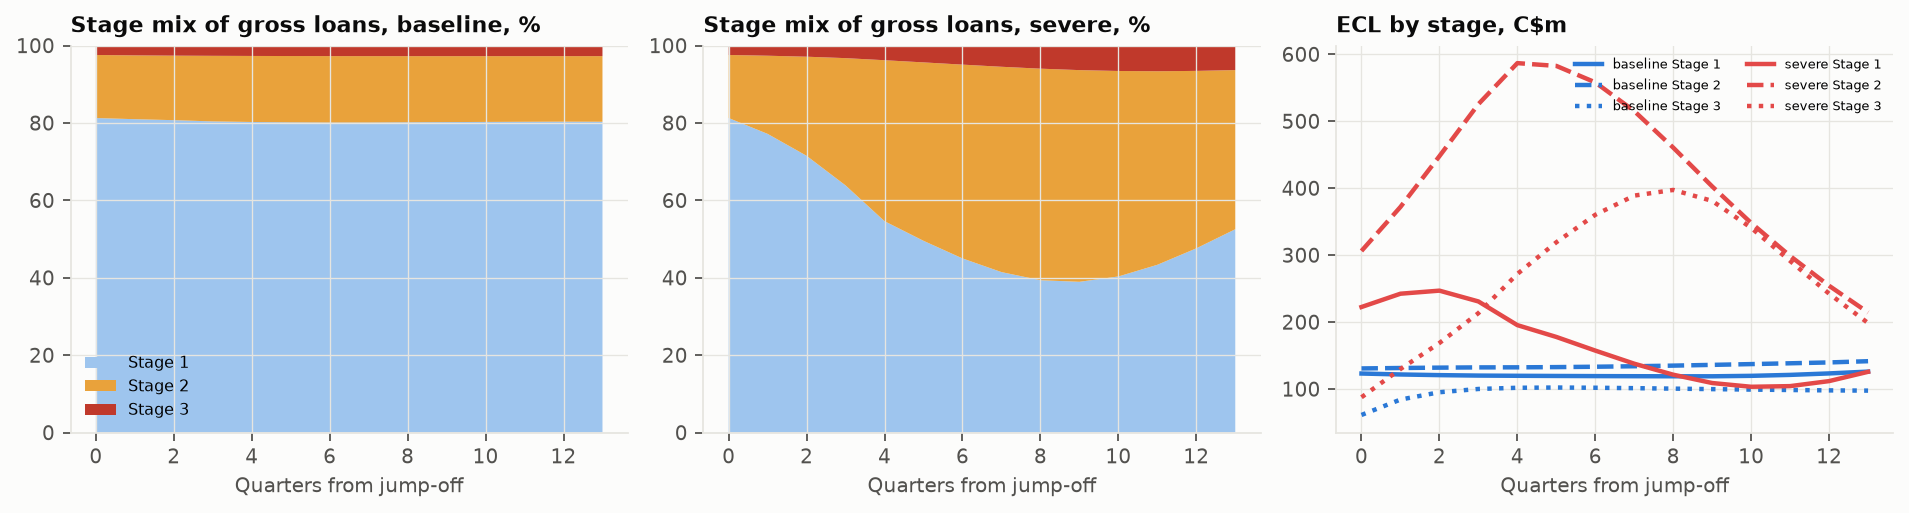 Stage mix of gross loans, baseline, %
100
80
60
40
20
0
Stage 1
Stage 2
Stage 3
0 2 4 6 8 10 12
Quarters from jump-off
Stage mix of gross loans, severe, %
100
80
60
40
20
0
0 2 4 6 8 10 12
Quarters from jump-off
ECL by stage, C$m
600
500
400
300
200
100
baseline Stage 1
baseline Stage 2
baseline Stage 3
severe Stage 1
severe Stage 2
severe Stage 3
0 2 4 6 8 10 12
Quarters from jump-off